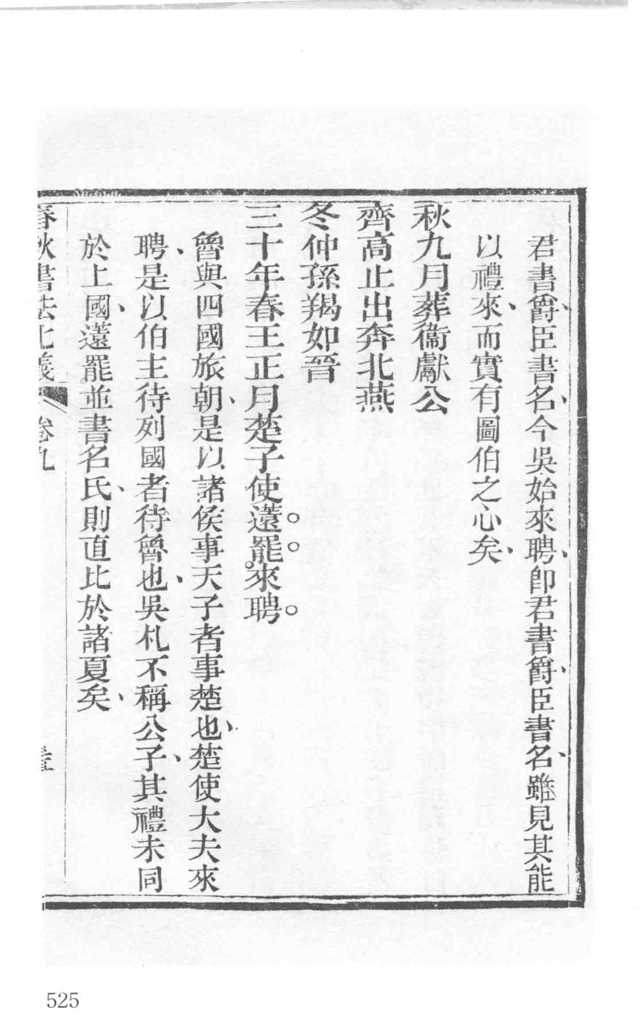 君書爵臣書名今吳始來聘卽君書爵臣書名雖見其能
以禮來而實有圖伯之心矣
秋九月葬衞獻公
齊高止出奔北燕
冬仲孫羯如晉
三十年春王正月楚子使薳罷來聘
魯與四國旅朝是以諸侯事天子者事楚也楚使大夫來
聘是以伯主待列國者待魯也吳札不稱公子其禮未同
於上國薳罷並書名氏則直比於諸夏矣
春秋書法比義 卷九
525